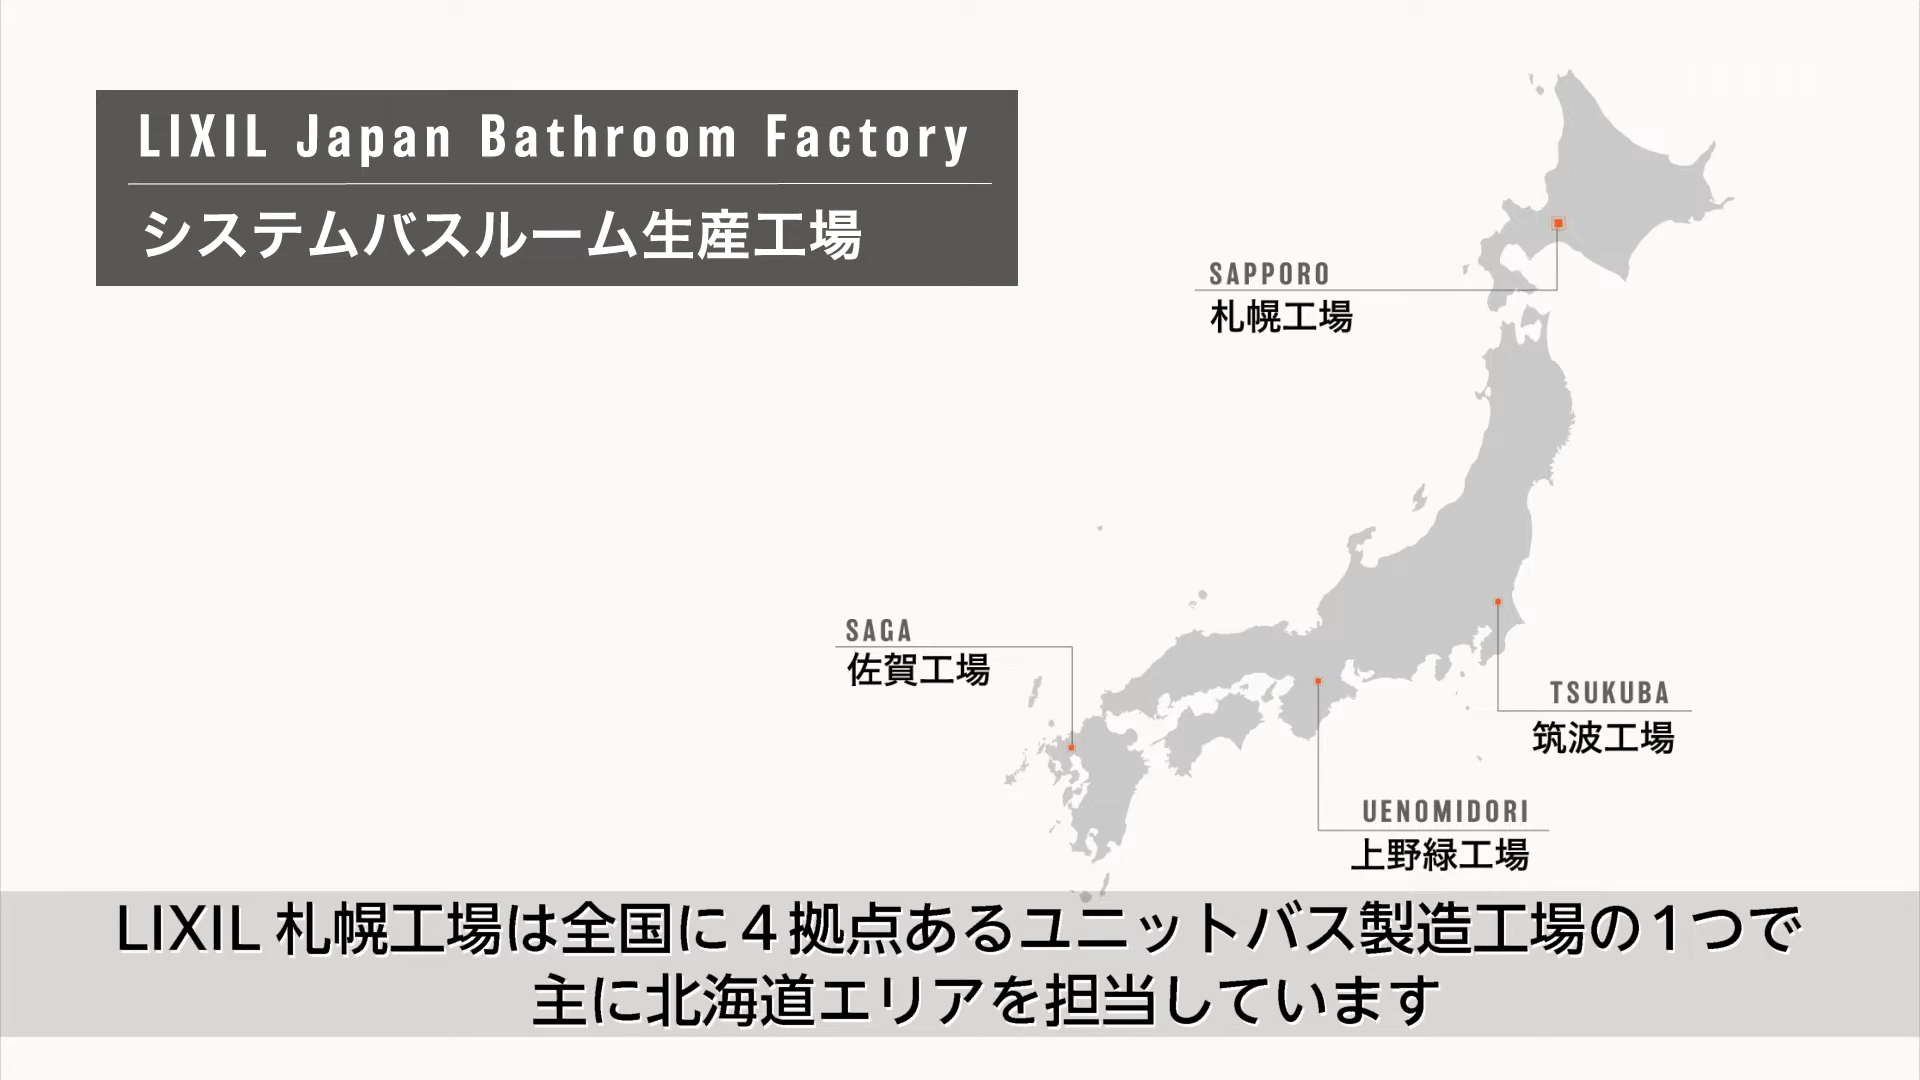 LIXIL Japan Bathroom Factory
システムバスルーム生産工場
SAPPORO
札幌工場
SAGA
佐賀工場
TSUKUBA
筑波工場
UENOMIDORI
上野緑工場
LIXIL 札幌工場は全国に4拠点あるユニットバス製造工場の1つで
主に北海道エリアを担当しています